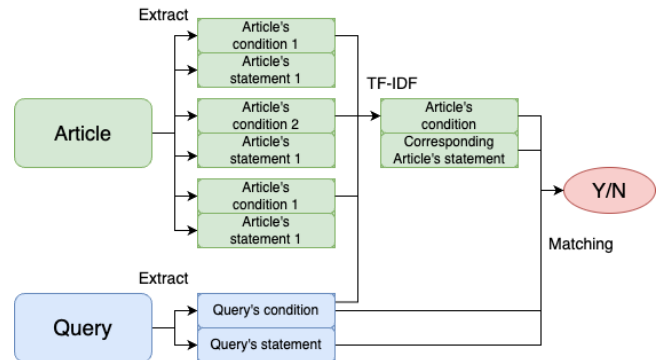 Extract
Article's
condition 1
Article's
statement 1
TF-IDF
Article
Article's
condition 2
Article's
statement 1
Article's
condition
Corresponding
Article's statement
Article's
condition 1
Article's
statement 1
Y/N
Matching
Extract
Query
Query's condition
Query's statement